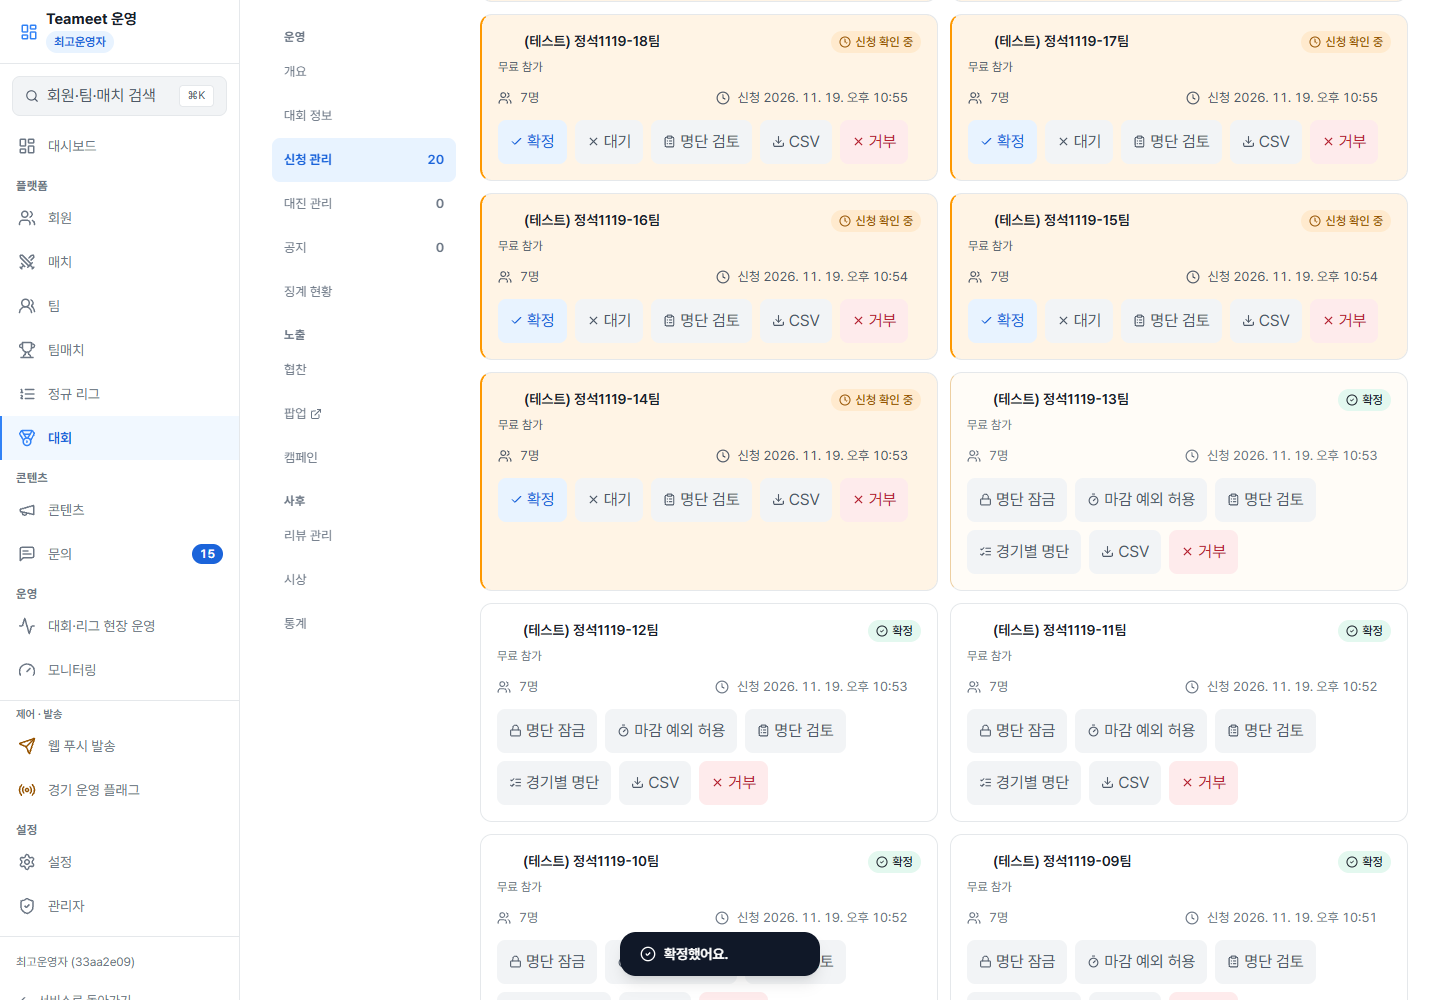 Teameet 운영
최고운영자
회원·팀·매치 검색 ⌘K
대시보드
플랫폼
회원
매치
팀
팀매치
정규 리그
대회
콘텐츠
콘텐츠
문의 15
운영
대회·리그 현장 운영
모니터링
제어 · 발송
웹 푸시 발송
경기 운영 플래그
설정
설정
관리자
최고운영자 (33aa2e09)
서비스로 돌아가기
운영
개요
대회 정보
신청 관리 20
대진 관리 0
공지 0
징계 현황
노출
협찬
팝업
캠페인
사후
리뷰 관리
시상
통계
(테스트) 정석1119-18팀 신청 확인 중
무료 참가
7명 신청 2026. 11. 19. 오후 10:55
확정 대기 명단 검토 CSV 거부
(테스트) 정석1119-17팀 신청 확인 중
무료 참가
7명 신청 2026. 11. 19. 오후 10:55
확정 대기 명단 검토 CSV 거부
(테스트) 정석1119-16팀 신청 확인 중
무료 참가
7명 신청 2026. 11. 19. 오후 10:54
확정 대기 명단 검토 CSV 거부
(테스트) 정석1119-15팀 신청 확인 중
무료 참가
7명 신청 2026. 11. 19. 오후 10:54
확정 대기 명단 검토 CSV 거부
(테스트) 정석1119-14팀 신청 확인 중
무료 참가
7명 신청 2026. 11. 19. 오후 10:53
확정 대기 명단 검토 CSV 거부
(테스트) 정석1119-13팀 확정
무료 참가
7명 신청 2026. 11. 19. 오후 10:53
명단 잠금 마감 예외 허용 명단 검토
경기별 명단 CSV 거부
(테스트) 정석1119-12팀 확정
무료 참가
7명 신청 2026. 11. 19. 오후 10:53
명단 잠금 마감 예외 허용 명단 검토
경기별 명단 CSV 거부
(테스트) 정석1119-11팀 확정
무료 참가
7명 신청 2026. 11. 19. 오후 10:52
명단 잠금 마감 예외 허용 명단 검토
경기별 명단 CSV 거부
(테스트) 정석1119-10팀 확정
무료 참가
7명 신청 2026. 11. 19. 오후 10:52
명단 잠금 토
(테스트) 정석1119-09팀 확정
무료 참가
7명 신청 2026. 11. 19. 오후 10:51
명단 잠금 마감 예외 허용 명단 검토
확정했어요.